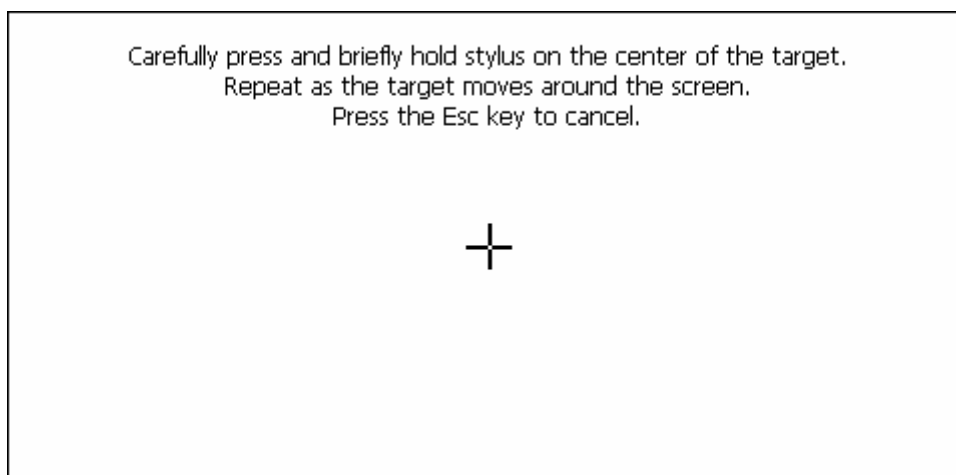 Carefully press and briefly hold stylus on the center of the target.
Repeat as the target moves around the screen.
Press the Esc key to cancel.